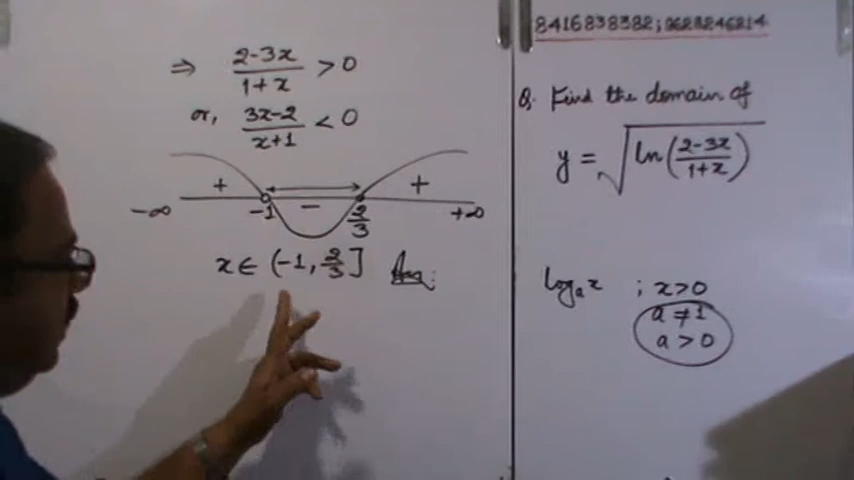 ⇒ (2-3x)/(1+x) > 0
or, (3x-2)/(x+1) < 0
+ - +
-∞ -1 2/3 +∞
x ∈ (-1, 2/3] Ans:
8416838382;
Q. Find the domain of
y = √(ln((2-3x)/(1+x)))
logₐx ; x>0
a ≠ 1
a > 0